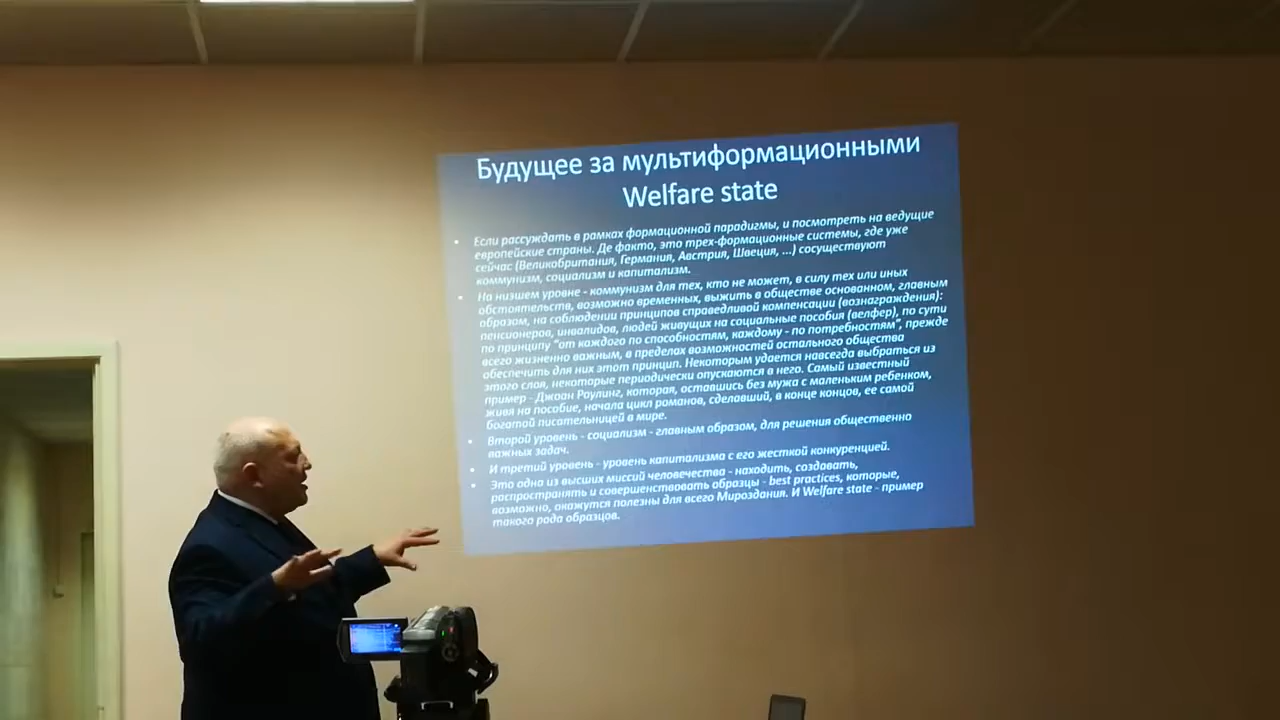 Будущее за мультиформационными
Welfare state
• Если рассуждать в рамках формационной парадигмы, и посмотреть на ведущие
европейские страны. Де факто, это трех-формационные системы, где уже
сейчас (Великобритания, Германия, Австрия, Швеция, ...) сосуществуют
коммунизм, социализм и капитализм.
• На низшем уровне - коммунизм для тех, кто не может, в силу тех или иных
обстоятельств, возможно временных, выжить в обществе основанном, главным
образом, на соблюдении принципов справедливой компенсации (вознаграждения):
пенсионеров, инвалидов, людей живущих на социальные пособия (велфер), по сути
по принципу "от каждого по способностям, каждому - по потребностям", прежде
всего жизненно важным, в пределах возможностей остального общества
обеспечить для них этот принцип. Некоторым удается навсегда выбраться из
этого слоя, некоторые периодически опускаются в него. Самый известный
пример - Джоан Роулинг, которая, оставшись без мужа с маленьким ребенком,
живя на пособие, начала цикл романов, сделавший, в конце концов, ее самой
богатой писательницей в мире.
• Второй уровень - социализм - главным образом, для решения общественно
важных задач.
• И третий уровень - уровень капитализма с его жесткой конкуренцией.
• Это одна из высших миссий человечества - находить, создавать,
распространять и совершенствовать образцы - best practices, которые,
возможно, окажутся полезны для всего Мироздания. И Welfare state - пример
такого рода образцов.